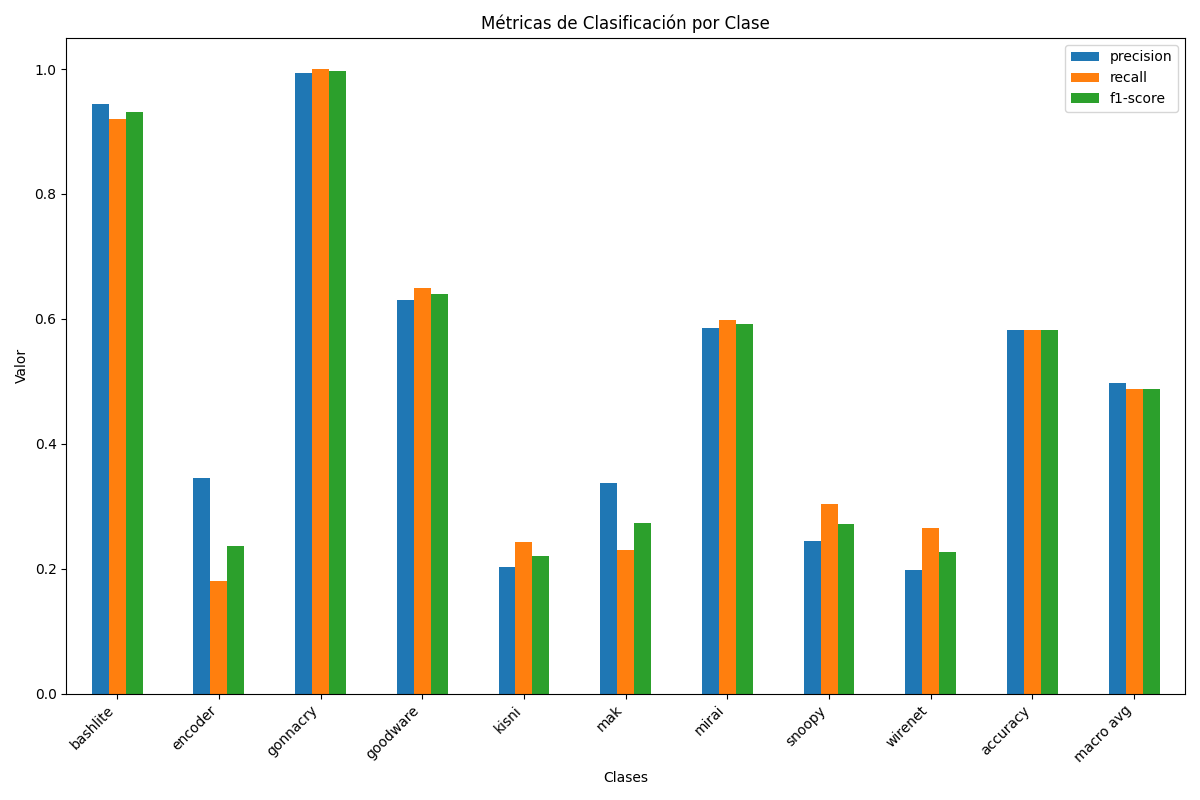 Métricas de Clasificación por Clase
precision
recall
f1-score
Valor
1.0
0.8
0.6
0.4
0.2
0.0
bashlite
encoder
gonnacry
goodware
kisni
mak
mirai
snoopy
wirenet
accuracy
macro avg
Clases